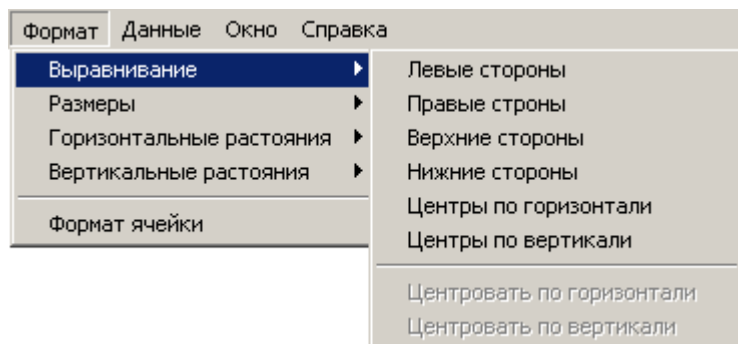 Формат Данные Окно Справка
Выравнивание
Размеры
Горизонтальные растояния
Вертикальные растояния
Формат ячейки
Левые стороны
Правые строны
Верхние стороны
Нижние стороны
Центры по горизонтали
Центры по вертикали
Центровать по горизонтали
Центровать по вертикали